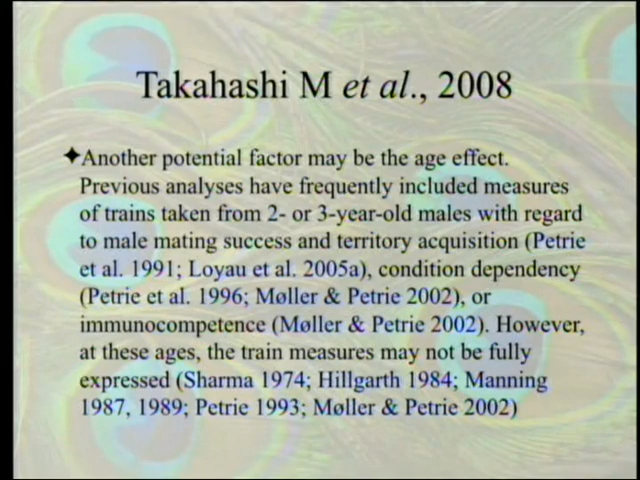 Takahashi M et al., 2008
✦Another potential factor may be the age effect.
Previous analyses have frequently included measures
of trains taken from 2- or 3-year-old males with regard
to male mating success and territory acquisition (Petrie
et al. 1991; Loyau et al. 2005a), condition dependency
(Petrie et al. 1996; Møller & Petrie 2002), or
immunocompetence (Møller & Petrie 2002). However,
at these ages, the train measures may not be fully
expressed (Sharma 1974; Hillgarth 1984; Manning
1987, 1989; Petrie 1993; Møller & Petrie 2002)